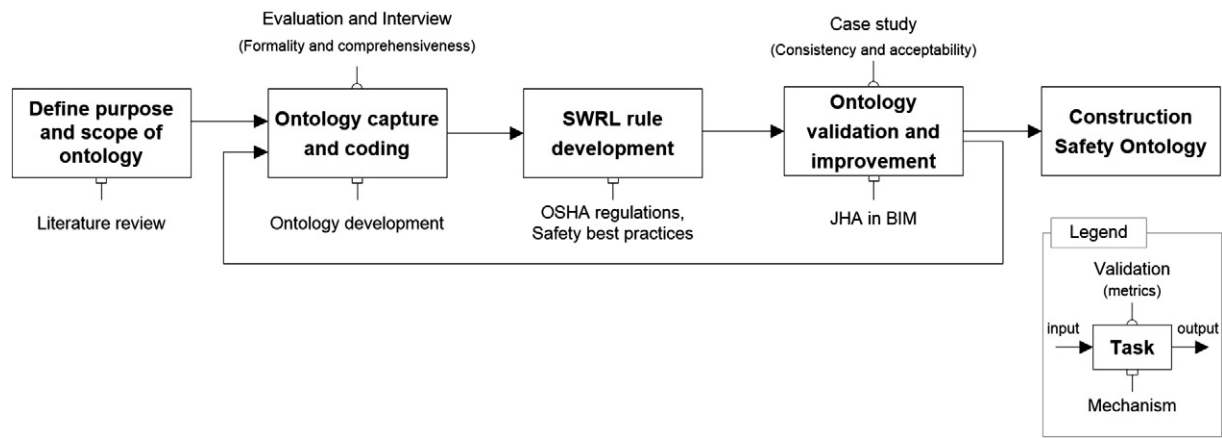 Evaluation and Interview
(Formality and comprehensiveness)
Case study
(Consistency and acceptability)
Define purpose
and scope of
ontology
Ontology capture
and coding
SWRL rule
development
Ontology
validation and
improvement
Construction
Safety Ontology
Literature review
Ontology development
OSHA regulations,
Safety best practices
JHA in BIM
Legend
Validation
(metrics)
input
output
Task
Mechanism